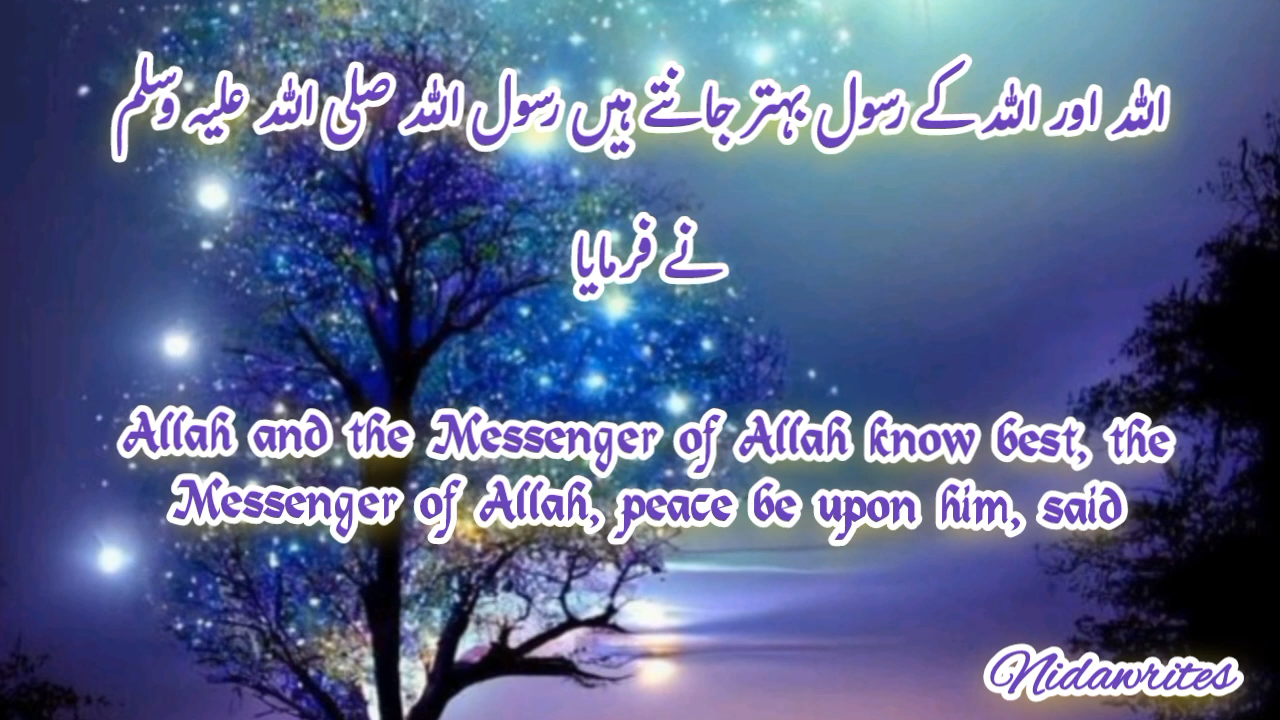 اللہ اور اللہ کے رسول بہتر جانتے ہیں رسول اللہ صلی اللہ علیہ وسلم
نے فرمایا
Allah and the Messenger of Allah know best, the
Messenger of Allah, peace be upon him, said
Nidawrites